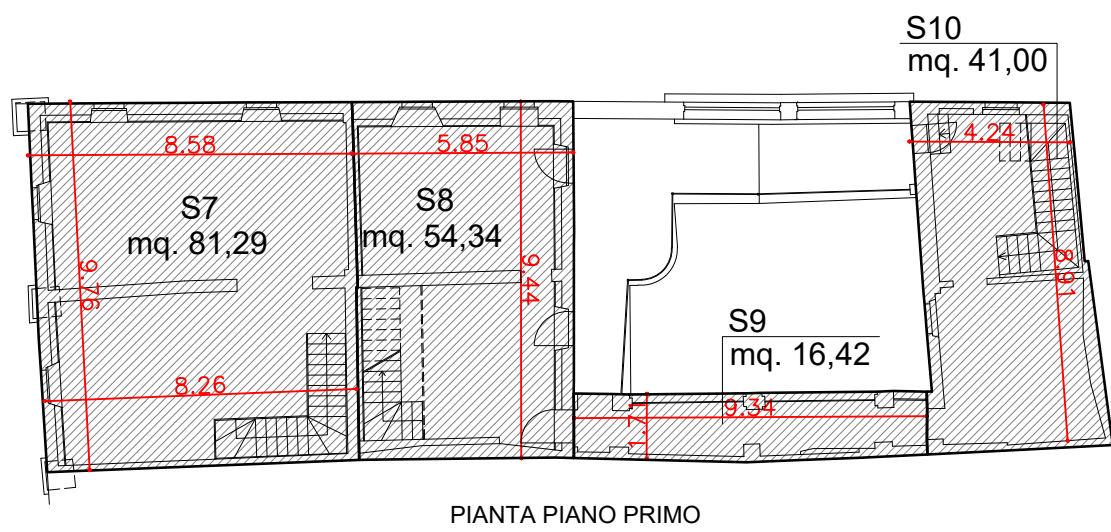 S10
mq. 41,00
8.58
5.85
4.24
S7
mq. 81,29
S8
mq. 54,34
9.76
9.44
8.91
S9
mq. 16,42
8.26
9.34
1.71
PIANTA PIANO PRIMO